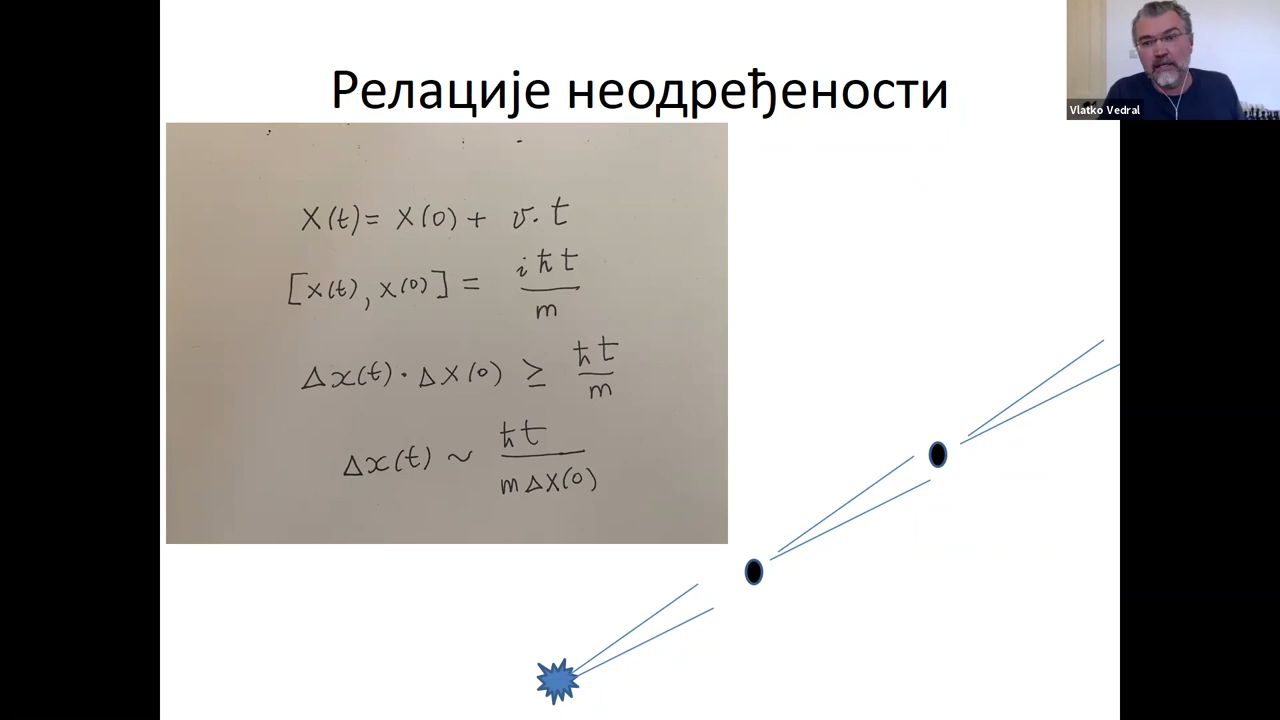 Релације неодређености
Vlatko Vedral
X(t) = X(0) + v. t
[x(t), x(0)] = iħt/m
Δx(t) · Δx(0) ≥ ħt/m
Δx(t) ~ ħt/mΔx(0)